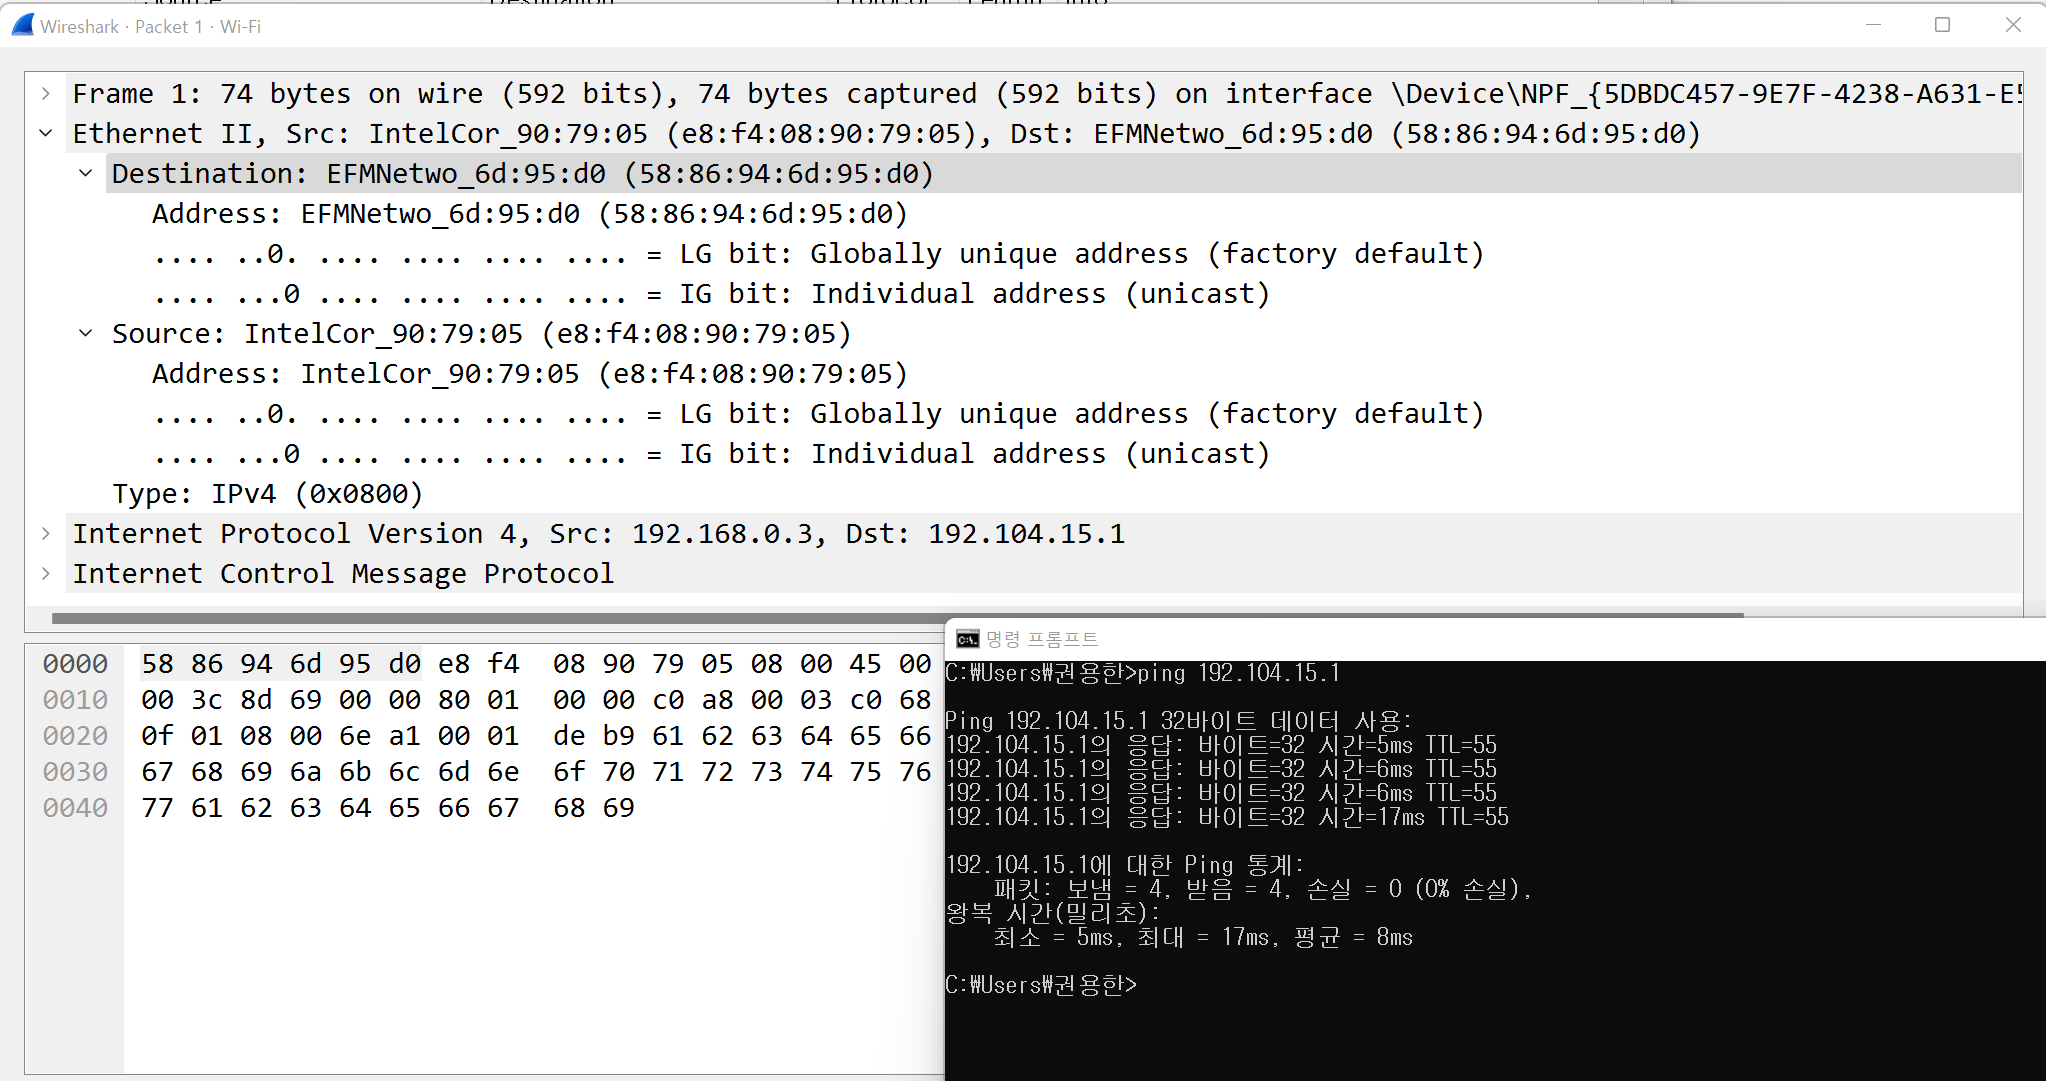 Wireshark · Packet 1 · Wi-Fi
Frame 1: 74 bytes on wire (592 bits), 74 bytes captured (592 bits) on interface \Device\NPF_{5DBDC457-9E7F-4238-A631-E5
Ethernet II, Src: IntelCor_90:79:05 (e8:f4:08:90:79:05), Dst: EFMNetwo_6d:95:d0 (58:86:94:6d:95:d0)
Destination: EFMNetwo_6d:95:d0 (58:86:94:6d:95:d0)
Address: EFMNetwo_6d:95:d0 (58:86:94:6d:95:d0)
.... ..0. .... .... .... .... = LG bit: Globally unique address (factory default)
.... ...0 .... .... .... .... = IG bit: Individual address (unicast)
Source: IntelCor_90:79:05 (e8:f4:08:90:79:05)
Address: IntelCor_90:79:05 (e8:f4:08:90:79:05)
.... ..0. .... .... .... .... = LG bit: Globally unique address (factory default)
.... ...0 .... .... .... .... = IG bit: Individual address (unicast)
Type: IPv4 (0x0800)
Internet Protocol Version 4, Src: 192.168.0.3, Dst: 192.104.15.1
Internet Control Message Protocol
0000 58 86 94 6d 95 d0 e8 f4 08 90 79 05 08 00 45 00
0010 00 3c 8d 69 00 00 80 01 00 00 c0 a8 00 03 c0 68
0020 0f 01 08 00 6e a1 00 01 de b9 61 62 63 64 65 66
0030 67 68 69 6a 6b 6c 6d 6e 6f 70 71 72 73 74 75 76
0040 77 61 62 63 64 65 66 67 68 69
명령 프롬프트
C:₩Users₩권용한>ping 192.104.15.1
Ping 192.104.15.1 32바이트 데이터 사용:
192.104.15.1의 응답: 바이트=32 시간=5ms TTL=55
192.104.15.1의 응답: 바이트=32 시간=6ms TTL=55
192.104.15.1의 응답: 바이트=32 시간=6ms TTL=55
192.104.15.1의 응답: 바이트=32 시간=17ms TTL=55
192.104.15.1에 대한 Ping 통계:
패킷: 보냄 = 4, 받음 = 4, 손실 = 0 (0% 손실),
왕복 시간(밀리초):
최소 = 5ms, 최대 = 17ms, 평균 = 8ms
C:₩Users₩권용한>